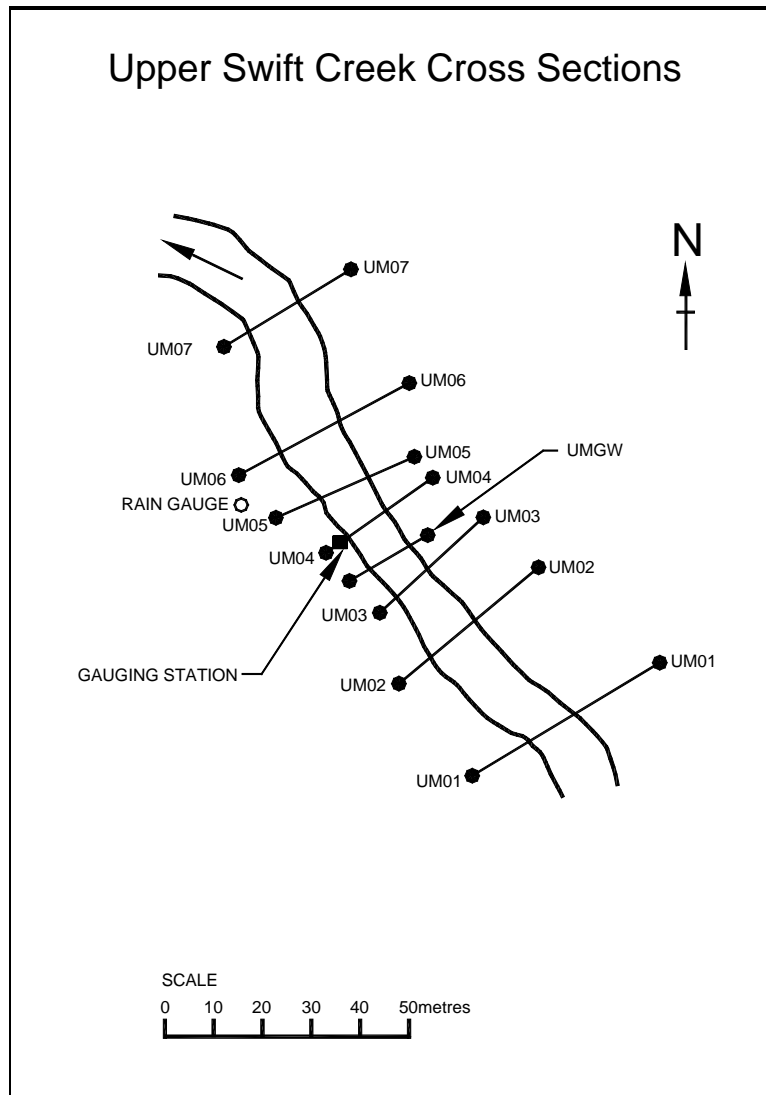 Upper Swift Creek Cross Sections
N
UM07
UM07
UM06
UM05
UMGW
UM06
UM04
RAIN GAUGE
UM05
UM03
UM04
UM02
UM03
UM01
GAUGING STATION
UM02
UM01
SCALE
0 10 20 30 40 50metres